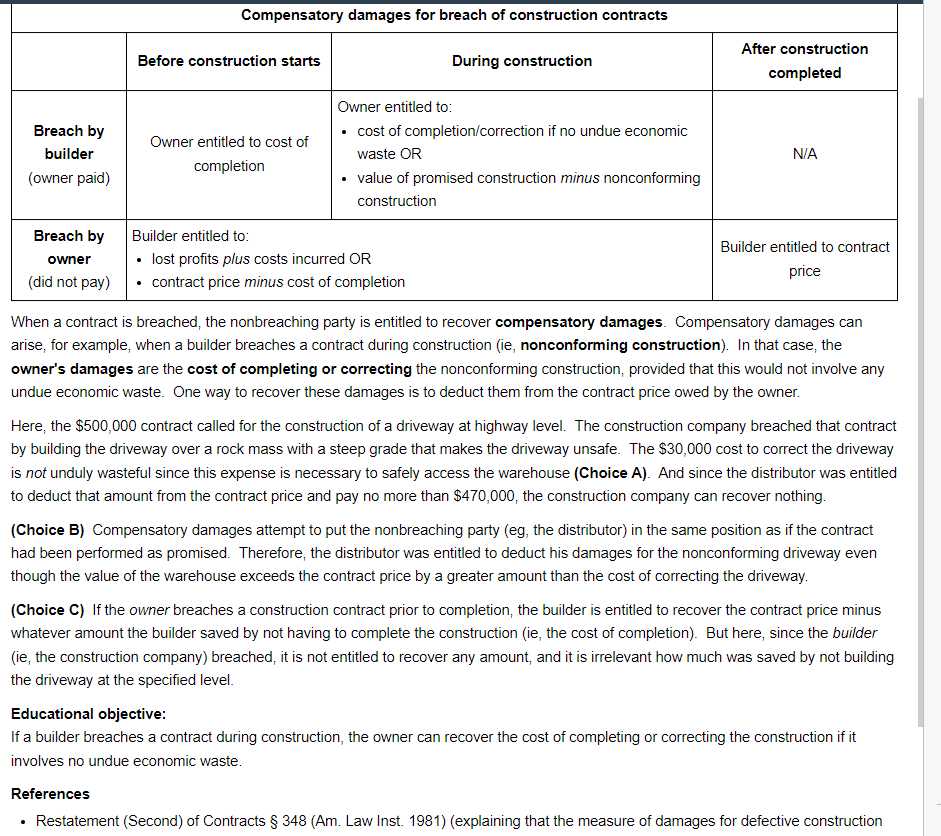 Compensatory damages for breach of construction contracts
Before construction starts
During construction
After construction
completed
Breach by
builder
(owner paid)
Owner entitled to cost of
completion
Owner entitled to:
• cost of completion/correction if no undue economic
waste OR
• value of promised construction minus nonconforming
construction
N/A
Breach by
owner
(did not pay)
Builder entitled to:
• lost profits plus costs incurred OR
• contract price minus cost of completion
Builder entitled to contract
price
When a contract is breached, the nonbreaching party is entitled to recover compensatory damages. Compensatory damages can
arise, for example, when a builder breaches a contract during construction (ie, nonconforming construction). In that case, the
owner's damages are the cost of completing or correcting the nonconforming construction, provided that this would not involve any
undue economic waste. One way to recover these damages is to deduct them from the contract price owed by the owner.
Here, the $500,000 contract called for the construction of a driveway at highway level. The construction company breached that contract
by building the driveway over a rock mass with a steep grade that makes the driveway unsafe. The $30,000 cost to correct the driveway
is not unduly wasteful since this expense is necessary to safely access the warehouse (Choice A). And since the distributor was entitled
to deduct that amount from the contract price and pay no more than $470,000, the construction company can recover nothing.
(Choice B) Compensatory damages attempt to put the nonbreaching party (eg, the distributor) in the same position as if the contract
had been performed as promised. Therefore, the distributor was entitled to deduct his damages for the nonconforming driveway even
though the value of the warehouse exceeds the contract price by a greater amount than the cost of correcting the driveway.
(Choice C) If the owner breaches a construction contract prior to completion, the builder is entitled to recover the contract price minus
whatever amount the builder saved by not having to complete the construction (ie, the cost of completion). But here, since the builder
(ie, the construction company) breached, it is not entitled to recover any amount, and it is irrelevant how much was saved by not building
the driveway at the specified level.
Educational objective:
If a builder breaches a contract during construction, the owner can recover the cost of completing or correcting the construction if it
involves no undue economic waste.
References
• Restatement (Second) of Contracts § 348 (Am. Law Inst. 1981) (explaining that the measure of damages for defective construction